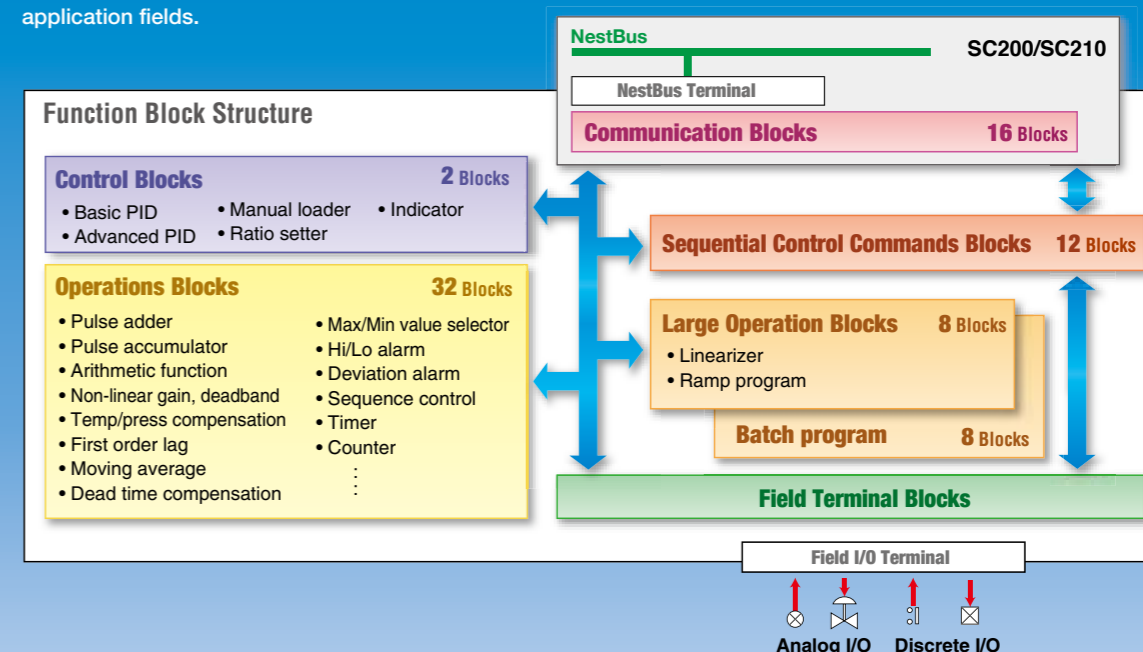 application fields.
NestBus
SC200/SC210
NestBus Terminal
Communication Blocks 16 Blocks
Function Block Structure
Control Blocks 2 Blocks
• Basic PID
• Advanced PID
• Manual loader
• Ratio setter
• Indicator
Sequential Control Commands Blocks 12 Blocks
Operations Blocks 32 Blocks
• Pulse adder
• Pulse accumulator
• Arithmetic function
• Non-linear gain, deadband
• Temp/press compensation
• First order lag
• Moving average
• Dead time compensation
• Max/Min value selector
• Hi/Lo alarm
• Deviation alarm
• Sequence control
• Timer
• Counter
Large Operation Blocks 8 Blocks
• Linearizer
• Ramp program
Batch program 8 Blocks
Field Terminal Blocks
Field I/O Terminal
Analog I/O Discrete I/O